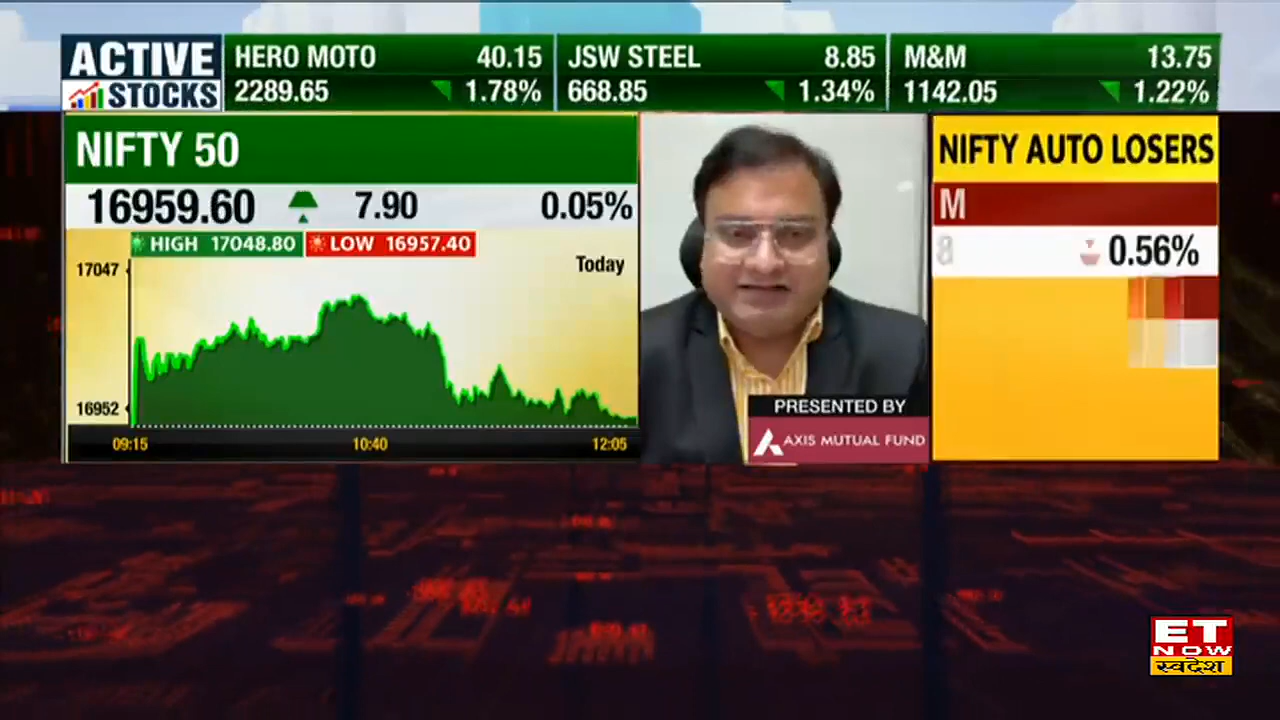 ACTIVE
STOCKS
HERO MOTO 40.15
2289.65 1.78%
JSW STEEL 8.85
668.85 1.34%
M&M 13.75
1142.05 1.22%
NIFTY 50
16959.60 7.90 0.05%
HIGH 17048.80 LOW 16957.40
Today
17047
16952
09:15 10:40 12:05
PRESENTED BY
AXIS MUTUAL FUND
NIFTY AUTO LOSERS
M
8 0.56%
ET
NOW
स्वदेश